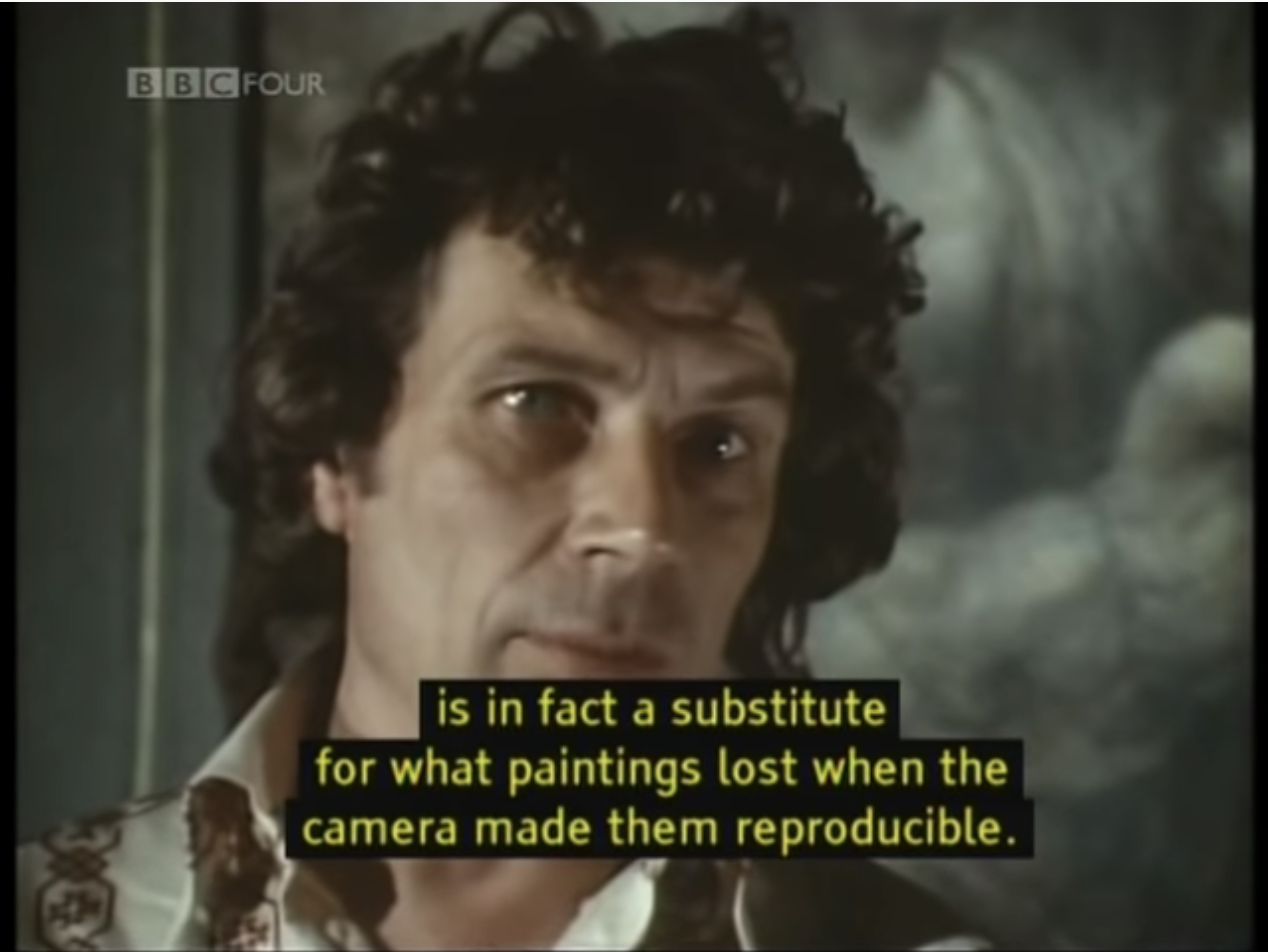 BBC FOUR
is in fact a substitute
for what paintings lost when the
camera made them reproducible.